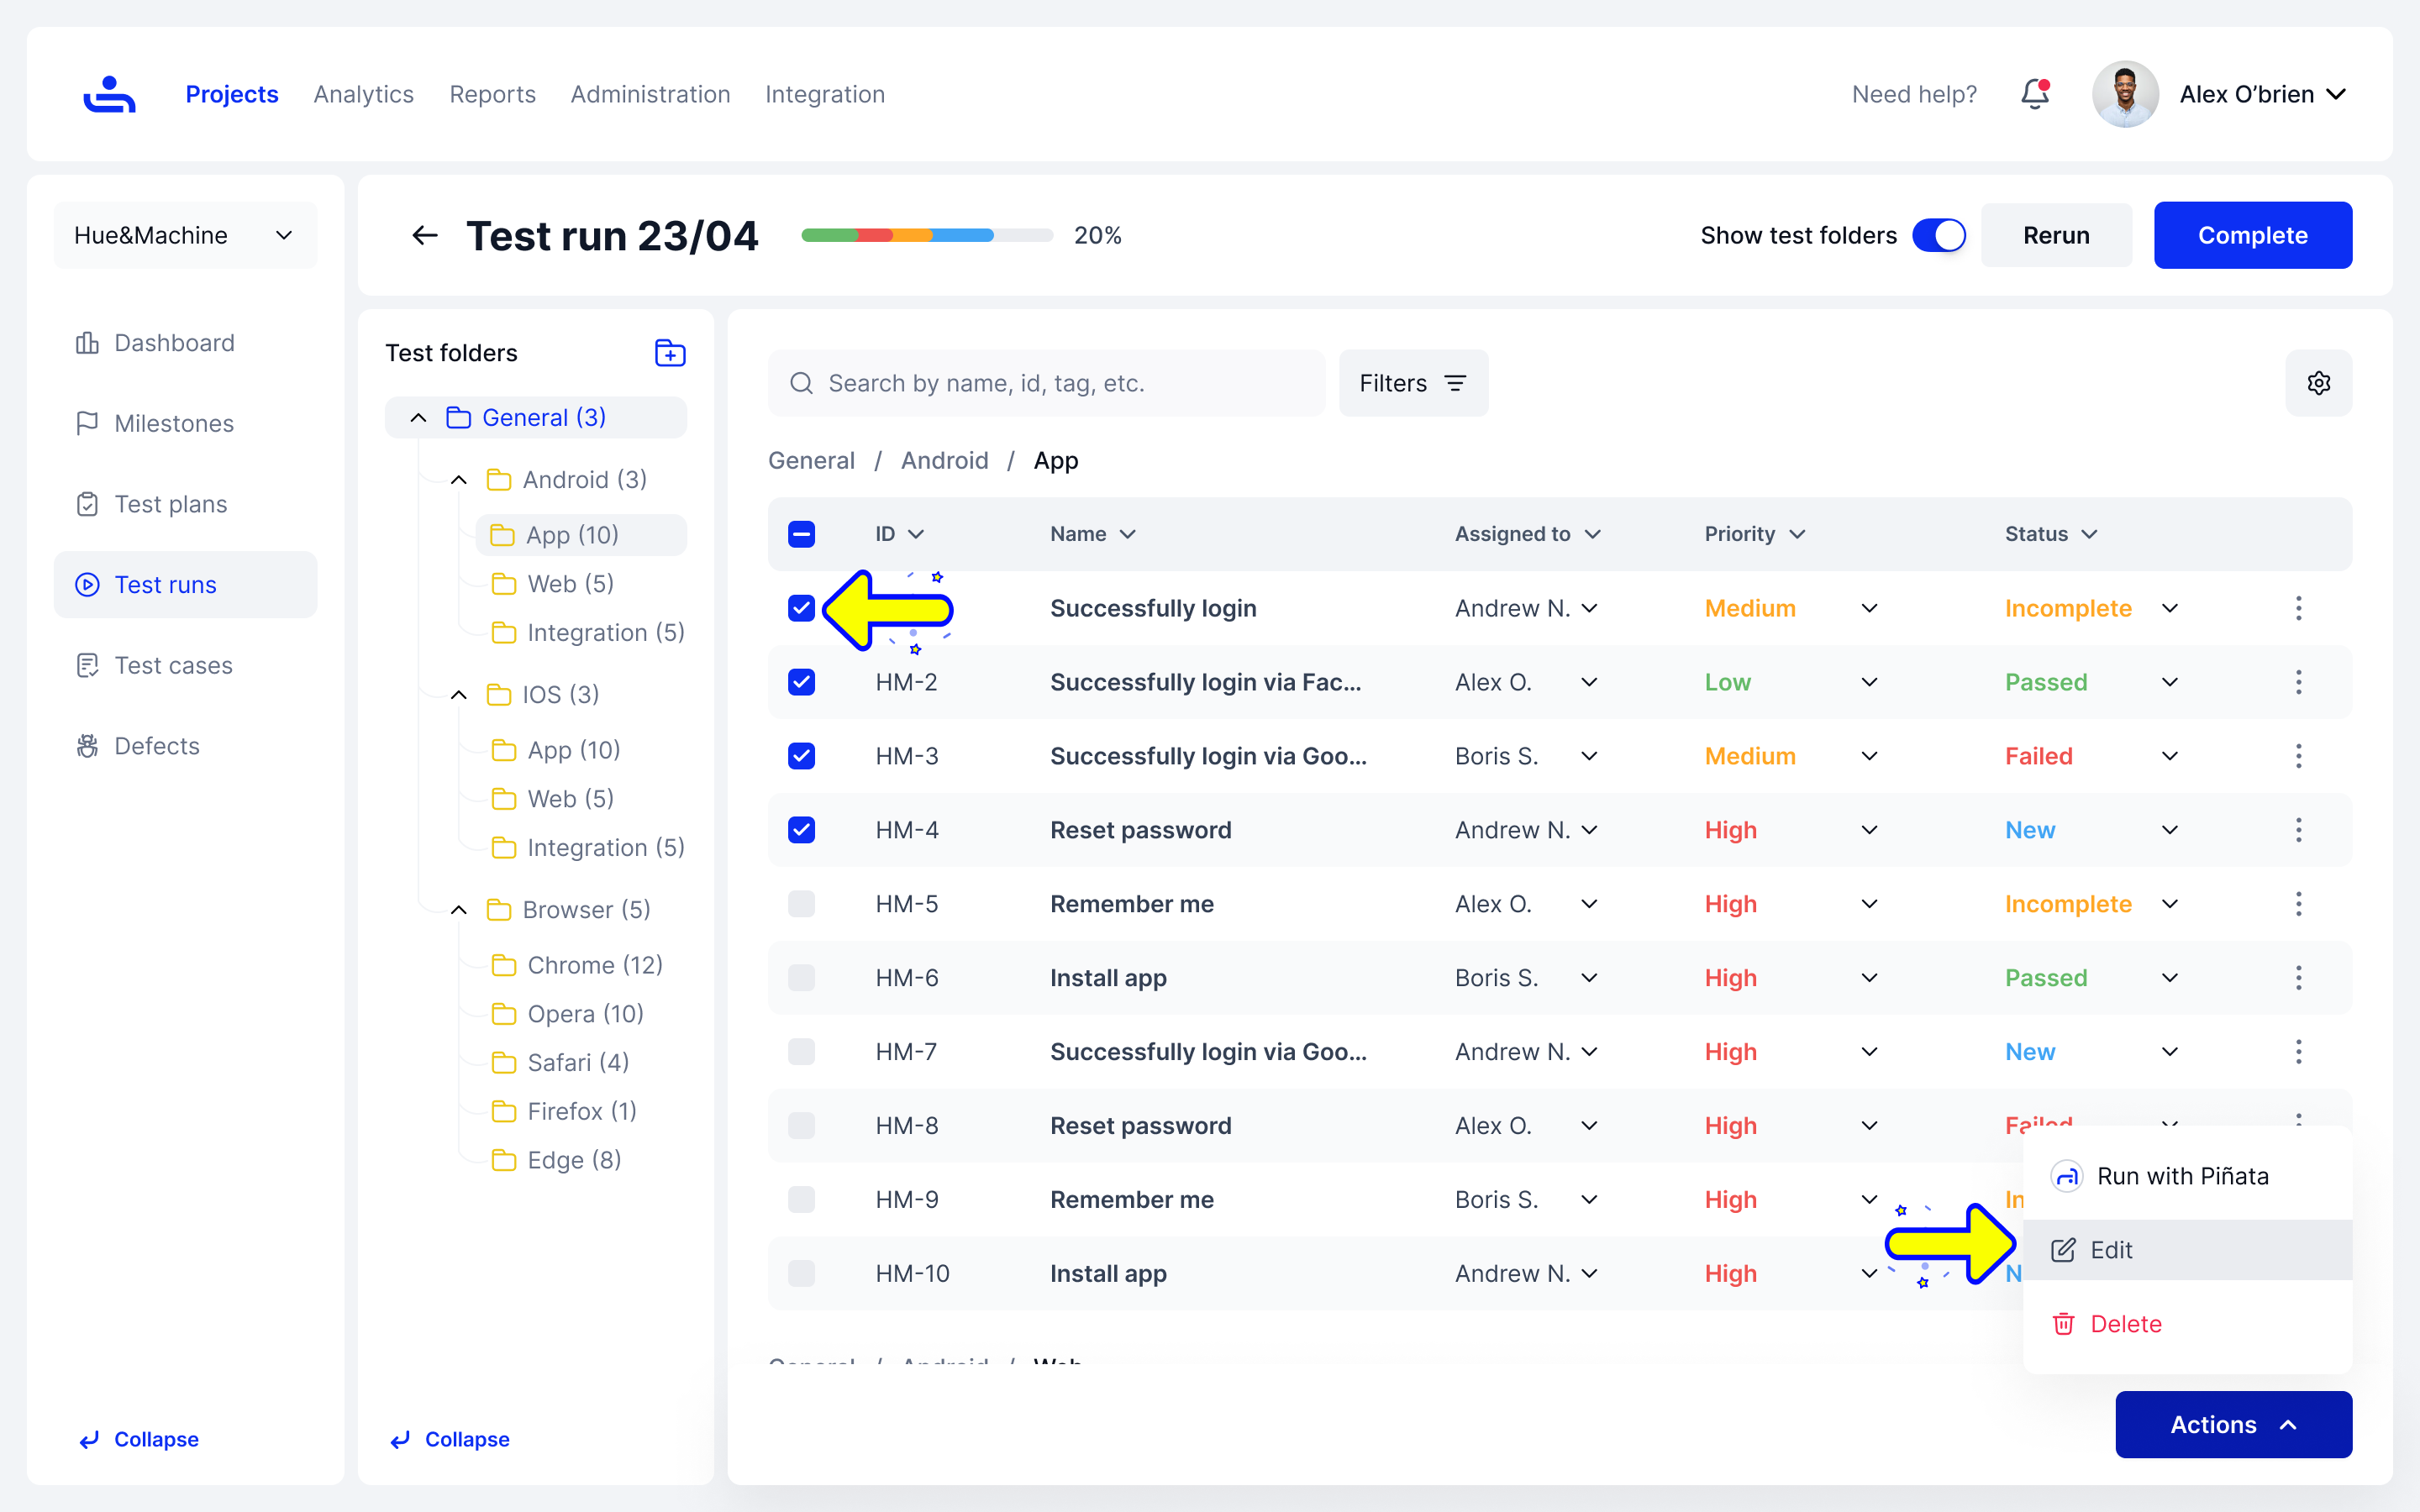 Projects Analytics Reports Administration Integration Need help? Alex O’brien
Hue&Machine
Dashboard
Milestones
Test plans
Test runs
Test cases
Defects
Collapse
Test run 23/04 20% Show test folders Rerun Complete
Test folders
General (3)
Android (3)
App (10)
Web (5)
Integration (5)
IOS (3)
App (10)
Web (5)
Integration (5)
Browser (5)
Chrome (12)
Opera (10)
Safari (4)
Firefox (1)
Edge (8)
Collapse
Search by name, id, tag, etc. Filters
General / Android / App
ID Name Assigned to Priority Status
Successfully login Andrew N. Medium Incomplete
HM-2 Successfully login via Fac... Alex O. Low Passed
HM-3 Successfully login via Goo... Boris S. Medium Failed
HM-4 Reset password Andrew N. High New
HM-5 Remember me Alex O. High Incomplete
HM-6 Install app Boris S. High Passed
HM-7 Successfully login via Goo... Andrew N. High New
HM-8 Reset password Alex O. High Failed
HM-9 Remember me Boris S. High
HM-10 Install app Andrew N. High
General / Android / Web
Run with Piñata
Edit
Delete
Actions